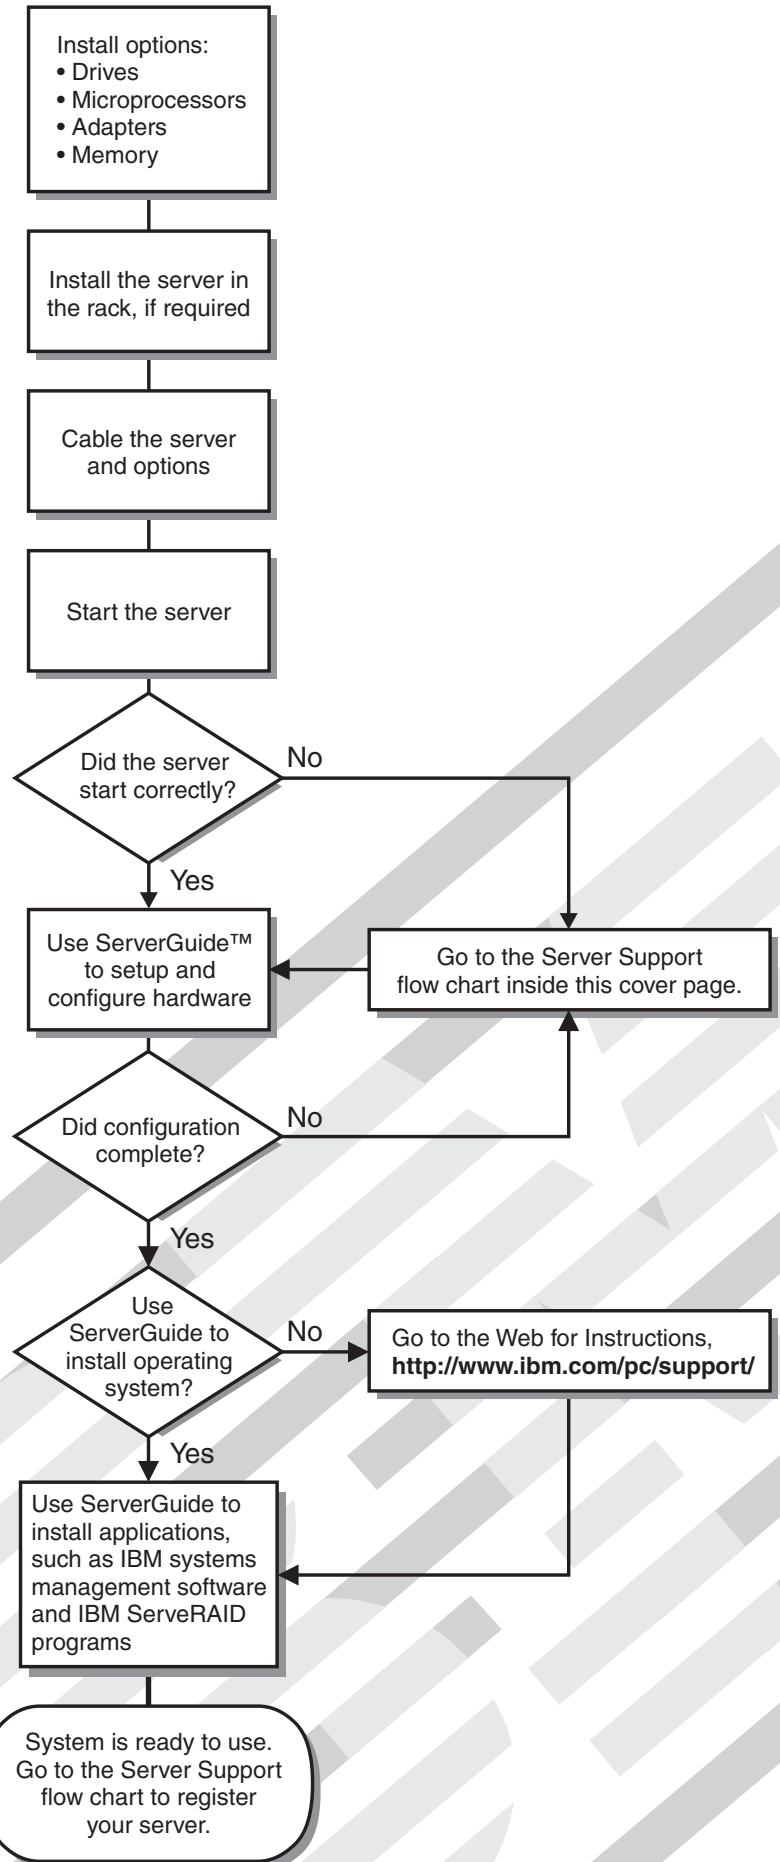 Install options:
• Drives
• Microprocessors
• Adapters
• Memory
Install the server in
the rack, if required
Cable the server
and options
Start the server
Did the server
start correctly?
No
Yes
Use ServerGuide™
to setup and
configure hardware
Go to the Server Support
flow chart inside this cover page.
Did configuration
complete?
No
Yes
Use
ServerGuide to
install operating
system?
No
Go to the Web for Instructions,
http://www.ibm.com/pc/support/
Yes
Use ServerGuide to
install applications,
such as IBM systems
management software
and IBM ServeRAID
programs
System is ready to use.
Go to the Server Support
flow chart to register
your server.